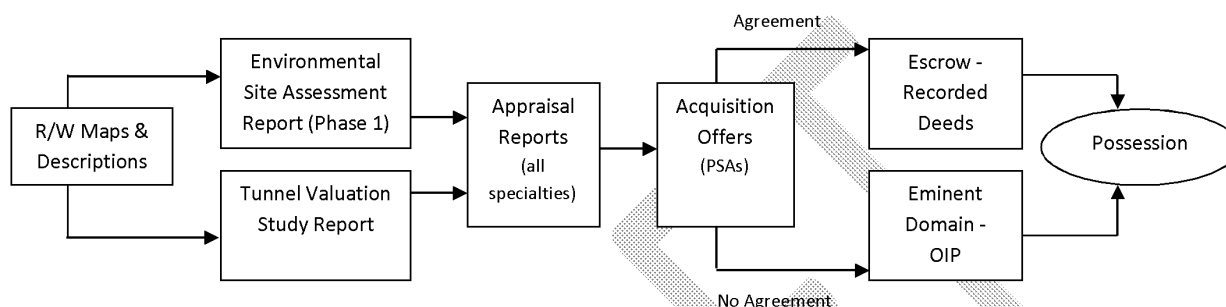 R/W Maps &
Descriptions
Environmental
Site Assessment
Report (Phase 1)
Tunnel Valuation
Study Report
Appraisal
Reports
(all
specialties)
Acquisition
Offers
(PSAs)
Agreement
Escrow -
Recorded
Deeds
No Agreement
Eminent
Domain -
OIP
Possession